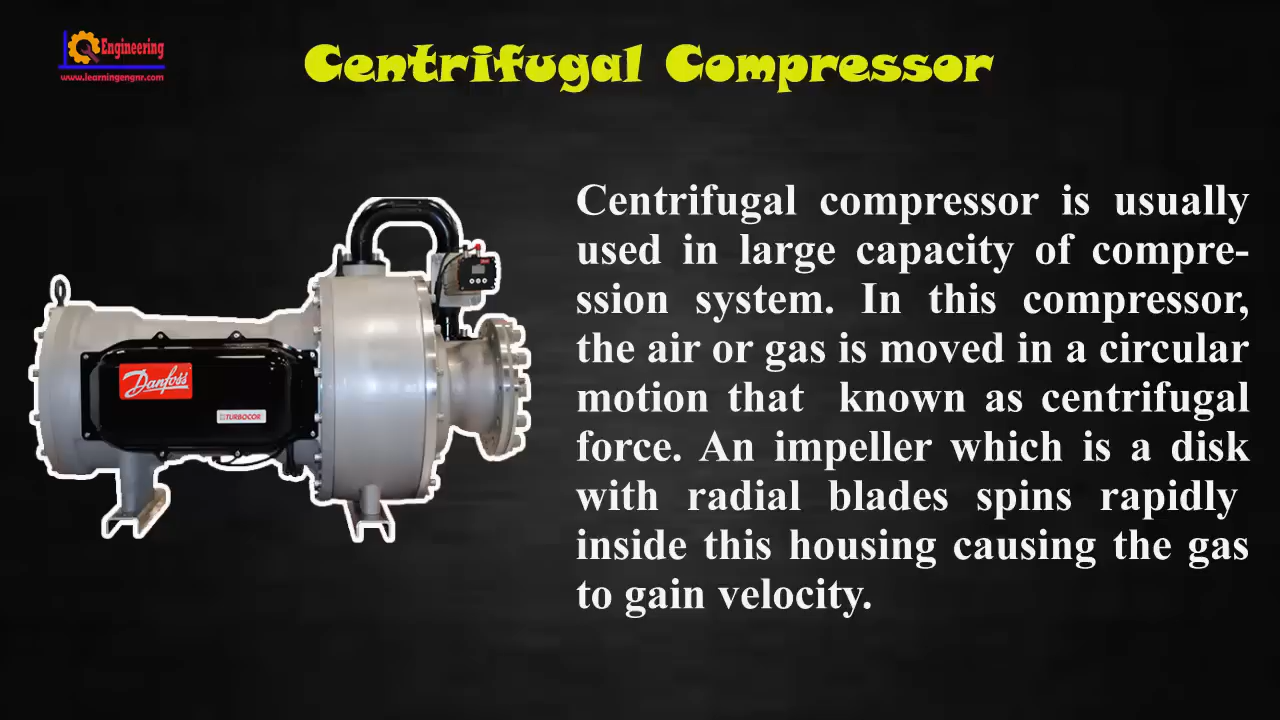 Engineering
www.learningengnr.com
Centrifugal Compressor
Centrifugal compressor is usually
used in large capacity of compre-
ssion system. In this compressor,
the air or gas is moved in a circular
motion that known as centrifugal
force. An impeller which is a disk
with radial blades spins rapidly
inside this housing causing the gas
to gain velocity.
Danfoss
TURBOCOR